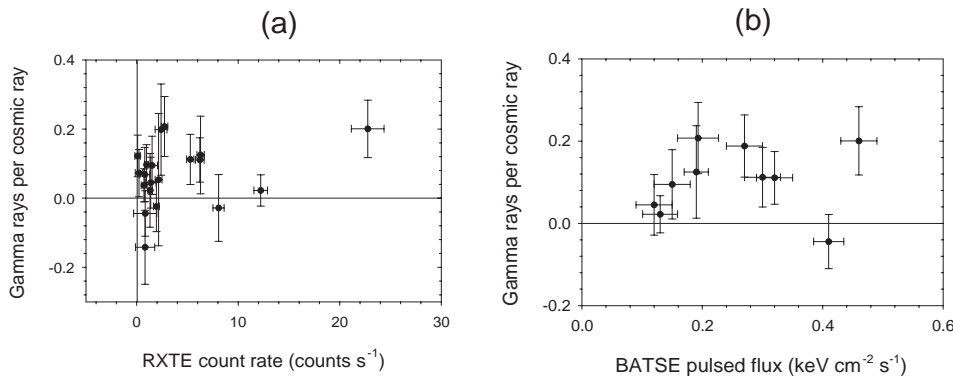 (a)
Gamma rays per cosmic ray
0.4
0.2
0.0
-0.2
0
10
20
30
RXTE count rate (counts s⁻¹)
(b)
Gamma rays per cosmic ray
0.4
0.2
0.0
-0.2
0.0
0.2
0.4
0.6
BATSE pulsed flux (keV cm⁻² s⁻¹)